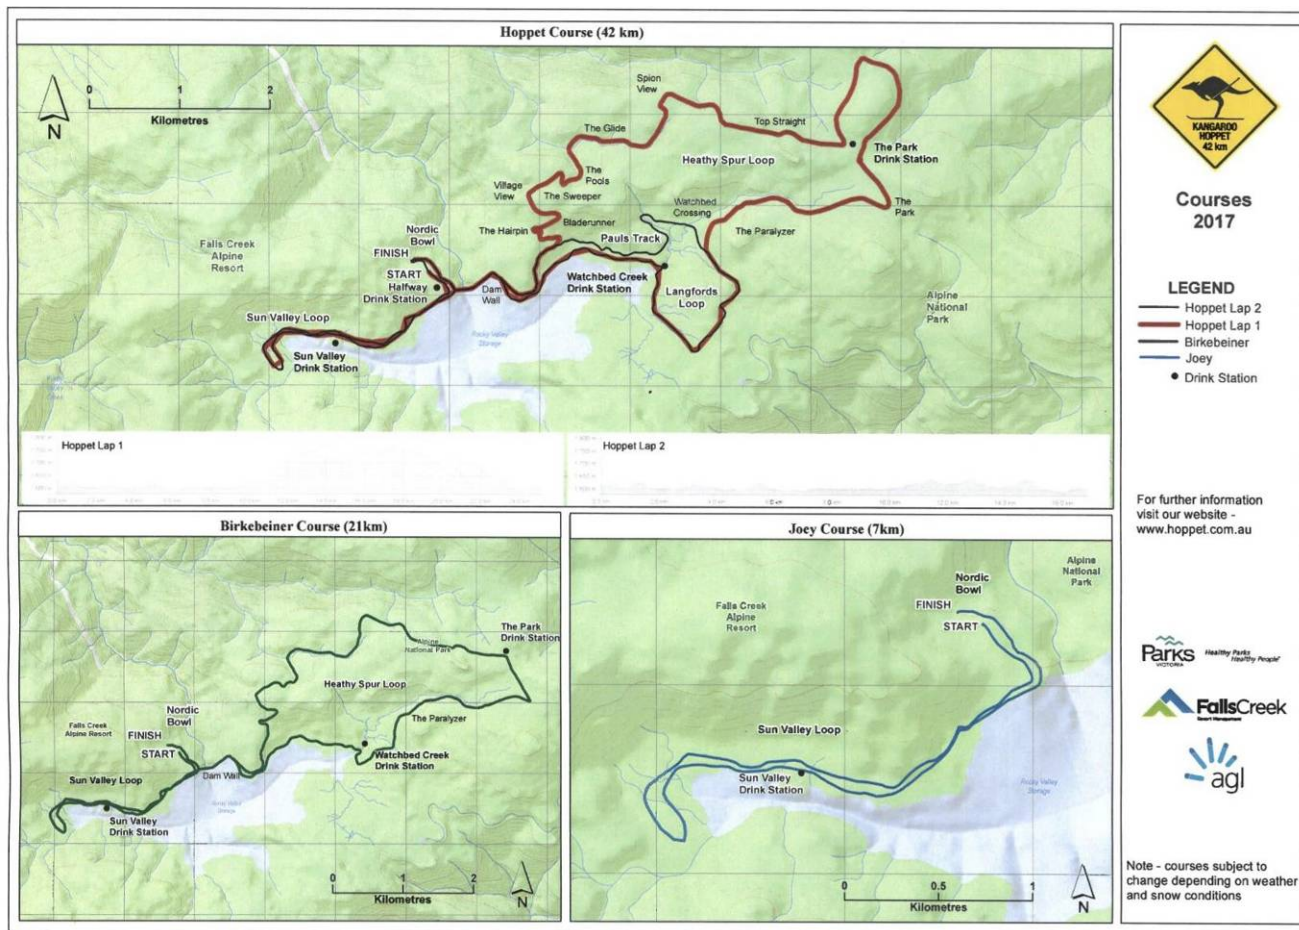 Hoppet Course (42 km)
0 1 2
Kilometres
N
Spion
View
The Glide
Top Straight
The Park
Drink Station
Heathy Spur Loop
The
Pools
Village
View
The Sweeper
Watchbed
Crossing
The
Park
Bladerunner
The Hairpin
Pauls Track
The Paralyzer
Nordic
Bowl
FINISH
START
Halfway
Drink Station
Falls Creek
Alpine
Resort
Watchbed Creek
Drink Station
Langfords
Loop
Dam
Wall
Alpine
National
Park
Sun Valley Loop
Rocky Valley
Storage
Sun Valley
Drink Station
Hoppet Lap 1
Hoppet Lap 2
Birkebeiner Course (21km)
The Park
Drink Station
Alpine
National Park
Heathy Spur Loop
Nordic
Bowl
The Paralyzer
Falls Creek
Alpine Resort
FINISH
START
Watchbed Creek
Drink Station
Sun Valley Loop
Dam Wall
Sun Valley
Drink Station
0 1 2
Kilometres
N
Joey Course (7km)
Alpine
National
Park
Nordic
Bowl
FINISH
START
Falls Creek
Alpine
Resort
Sun Valley Loop
Sun Valley
Drink Station
Rocky Valley
Storage
0 0.5 1
Kilometres
N
KANGAROO
HOPPET
42 km
Courses
2017
LEGEND
Hoppet Lap 2
Hoppet Lap 1
Birkebeiner
Joey
Drink Station
For further information
visit our website -
www.hoppet.com.au
Parks
VICTORIA
Healthy Parks
Healthy People
FallsCreek
Resort Management
agl
Note - courses subject to
change depending on weather
and snow conditions